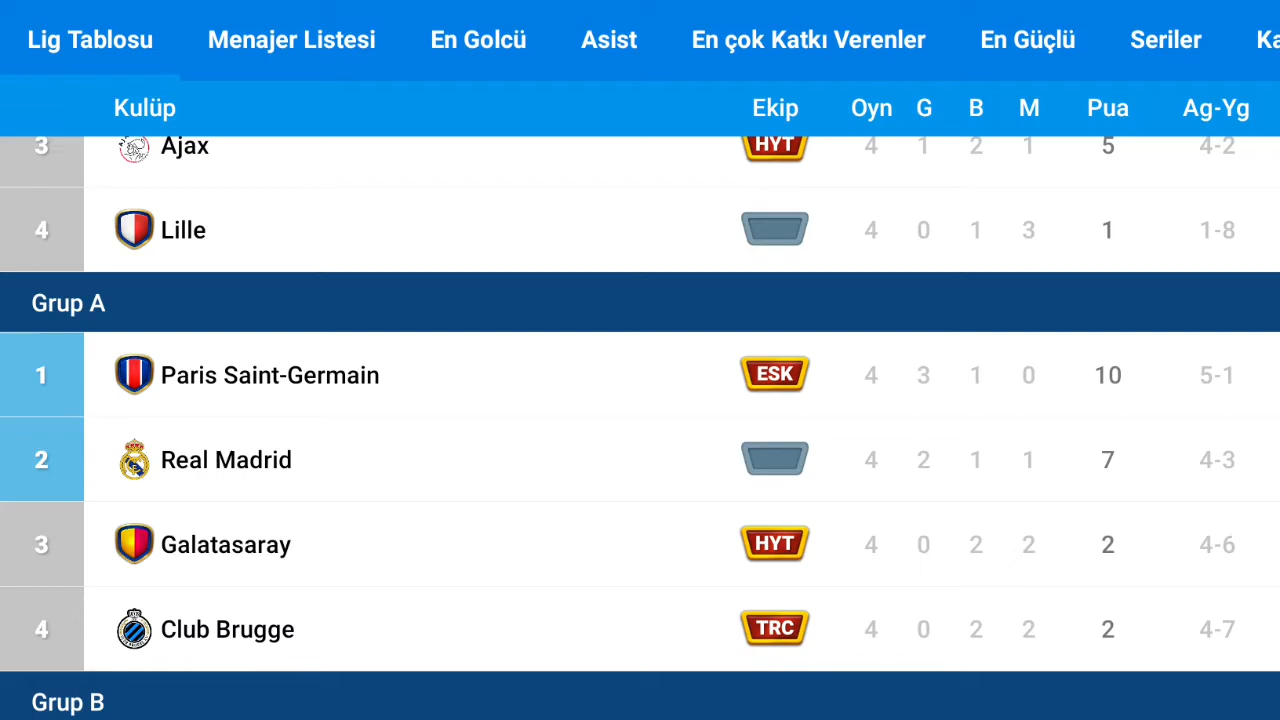 Lig Tablosu Menajer Listesi En Golcü Asist En çok Katkı Verenler En Güçlü Seriler Ka
Kulüp Ekip Oyn G B M Pua Ag-Yg
3 Ajax HYT 4 1 2 1 5 4-2
4 Lille 4 0 1 3 1 1-8
Grup A
1 Paris Saint-Germain ESK 4 3 1 0 10 5-1
2 Real Madrid 4 2 1 1 7 4-3
3 Galatasaray HYT 4 0 2 2 2 4-6
4 Club Brugge TRC 4 0 2 2 2 4-7
Grup B